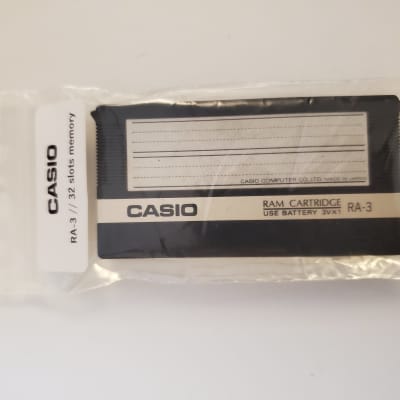 CASIO
RA-3 // 32 slots memory
CASIO COMPUTER CO., LTD. MADE IN JAPAN
CASIO
RAM CARTRIDGE
USE BATTERY 3V×1
RA-3